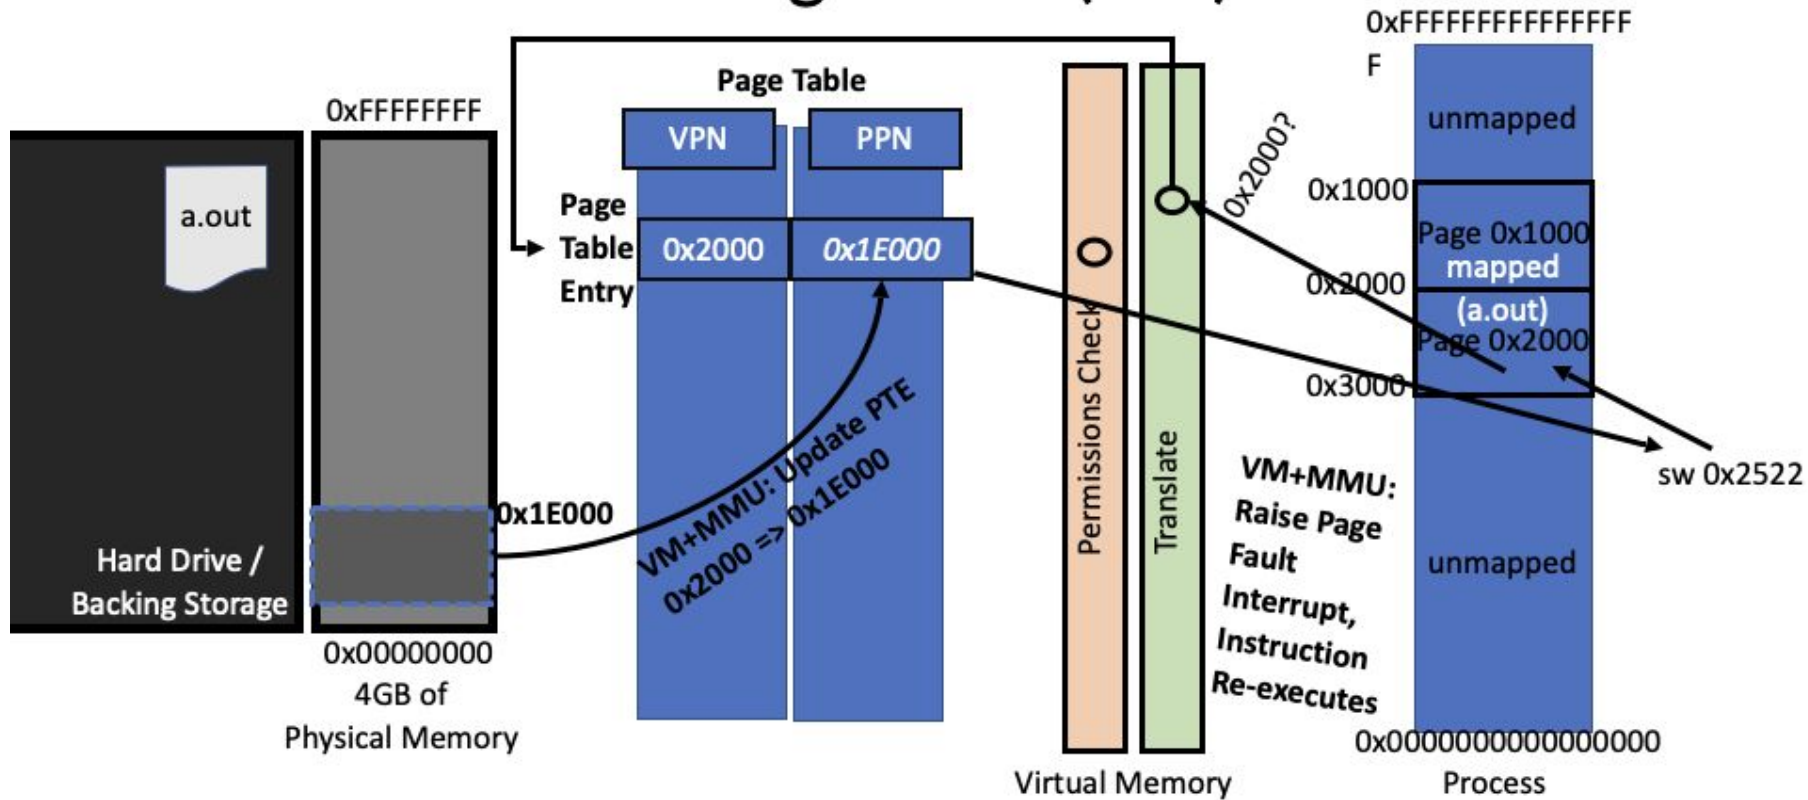 0xFFFFFFFFFFFFFFF
F
Page Table
0xFFFFFFFF
VPN
PPN
unmapped
0x2000?
0x1000
a.out
Page
Table
Entry
0x2000
0x1E000
Page 0x1000
mapped
0x2000
(a.out)
Page 0x2000
0x3000
Permissions Check
Translate
VM+MMU: Update PTE
0x2000 => 0x1E000
VM+MMU:
Raise Page
Fault
Interrupt,
Instruction
Re-executes
sw 0x2522
0x1E000
Hard Drive /
Backing Storage
unmapped
0x00000000
4GB of
Physical Memory
0x0000000000000000
Virtual Memory
Process